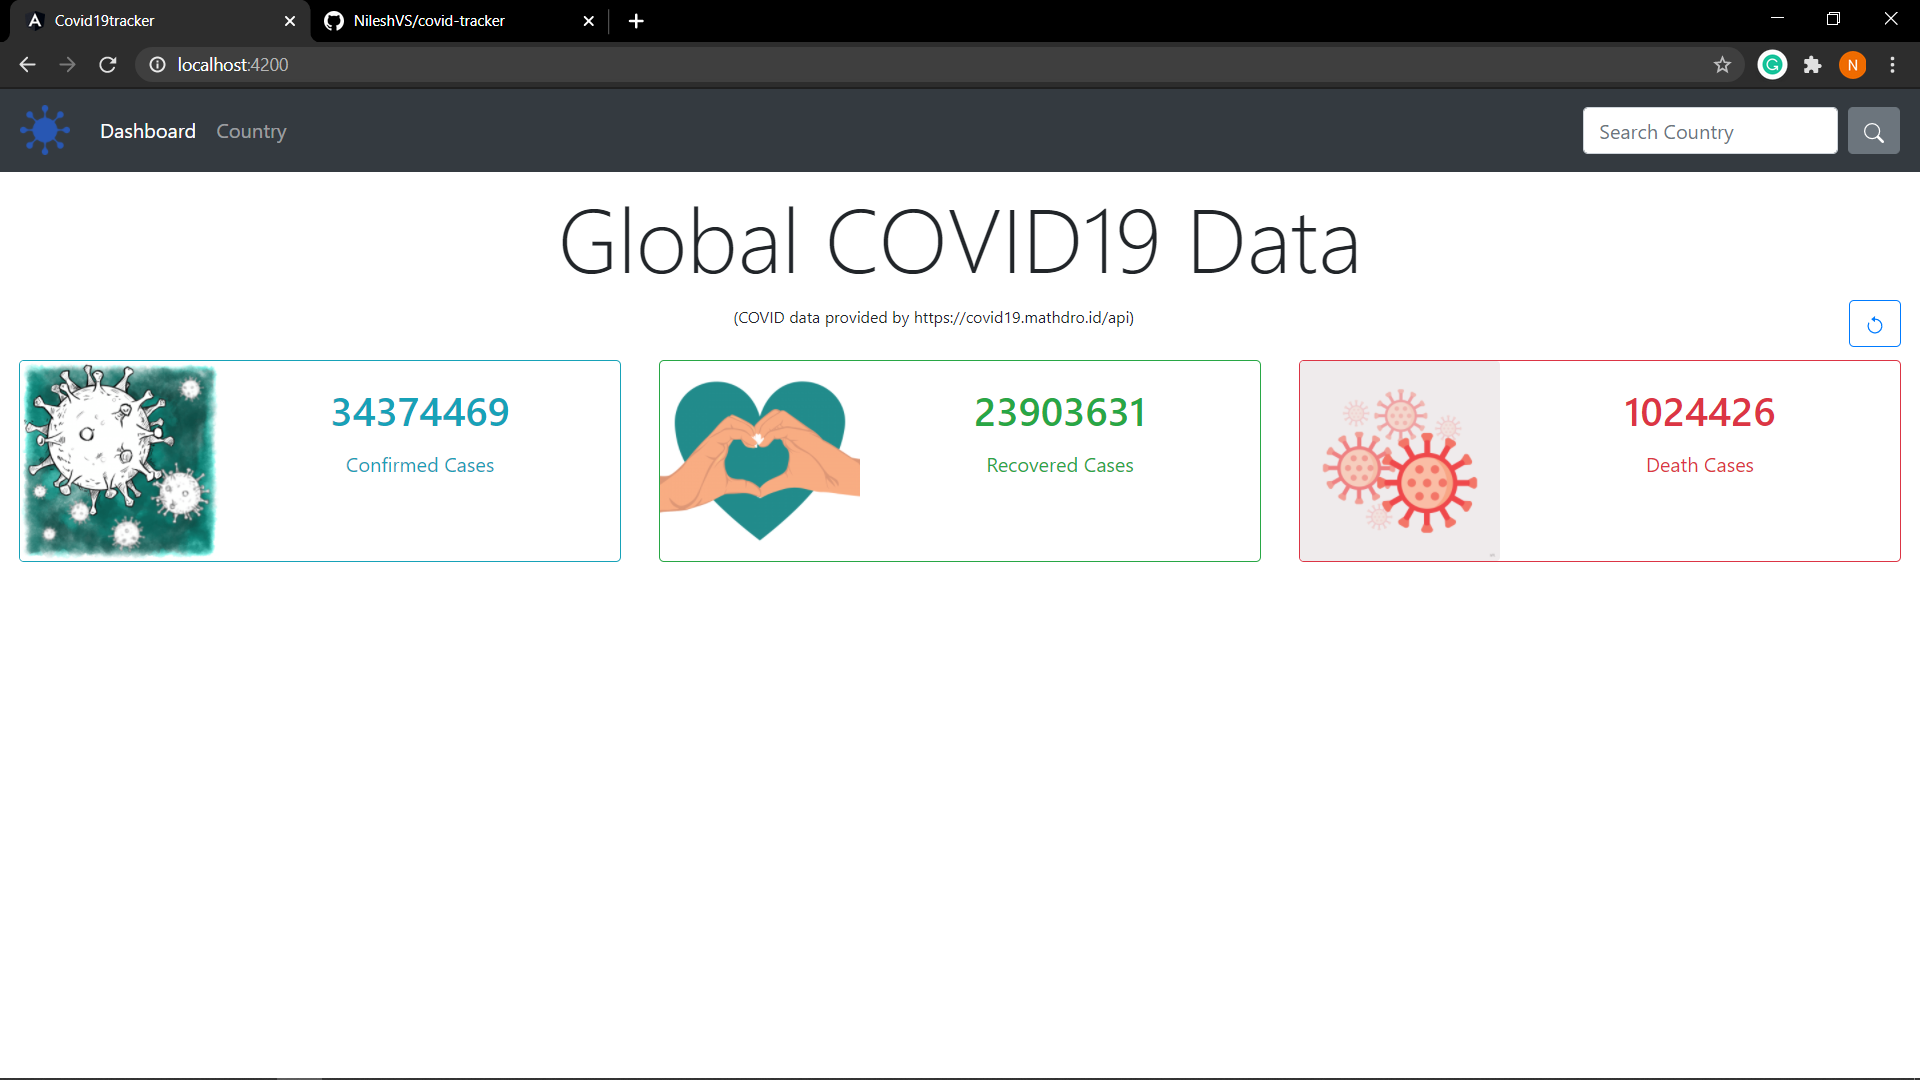 Covid19tracker
NileshVS/covid-tracker
localhost:4200
N
Dashboard
Country
Search Country
Global COVID19 Data
(COVID data provided by https://covid19.mathdro.id/api)
34374469
Confirmed Cases
23903631
Recovered Cases
1024426
Death Cases